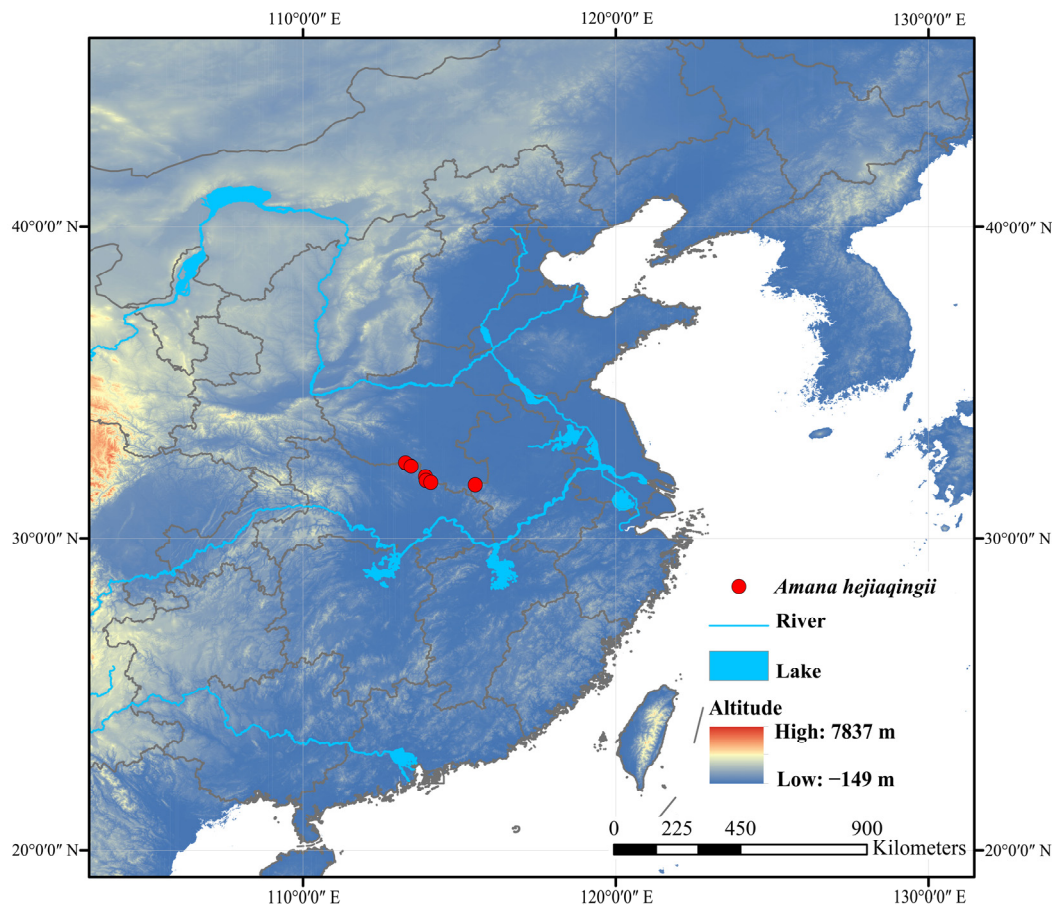 110°0′0″ E 120°0′0″ E 130°0′0″ E
40°0′0″ N 40°0′0″ N
30°0′0″ N 30°0′0″ N
Amana hejiaqingii
River
Lake
Altitude
High: 7837 m
Low: −149 m
0 225 450 900
Kilometers
20°0′0″ N 20°0′0″ N
110°0′0″ E 120°0′0″ E 130°0′0″ E